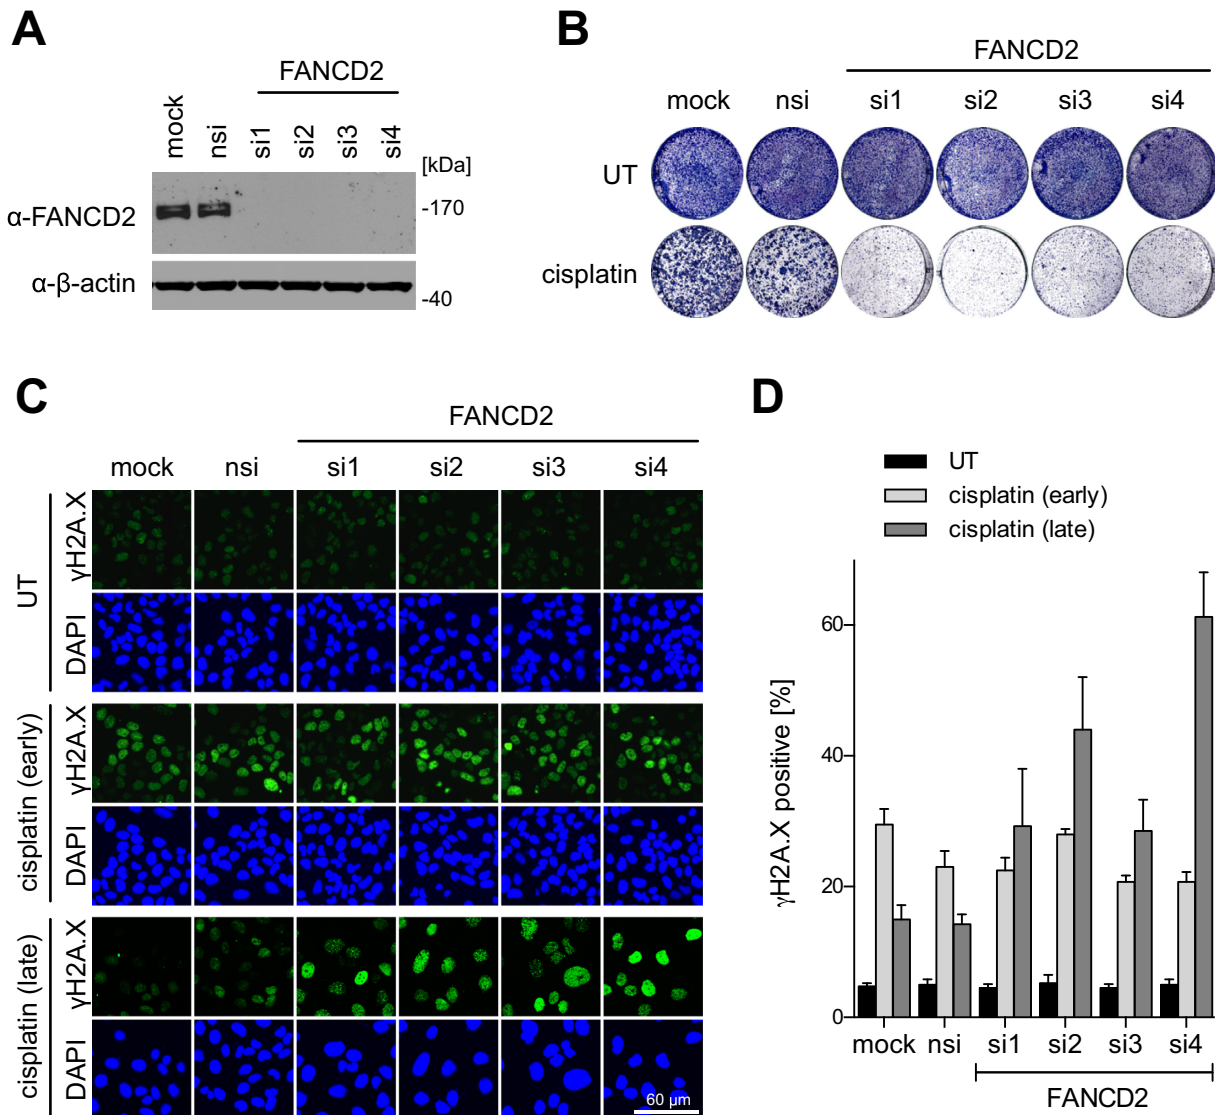 A
FANCD2
mock
nsi
si1
si2
si3
si4
[kDa]
α-FANCD2
-170
α-β-actin
-40
B
FANCD2
mock nsi si1 si2 si3 si4
UT
cisplatin
C
FANCD2
mock nsi si1 si2 si3 si4
UT
γH2A.X
DAPI
cisplatin (early)
γH2A.X
DAPI
cisplatin (late)
γH2A.X
DAPI
60 µm
D
UT
cisplatin (early)
cisplatin (late)
γH2A.X positive [%]
60
40
20
0
mock nsi si1 si2 si3 si4
FANCD2